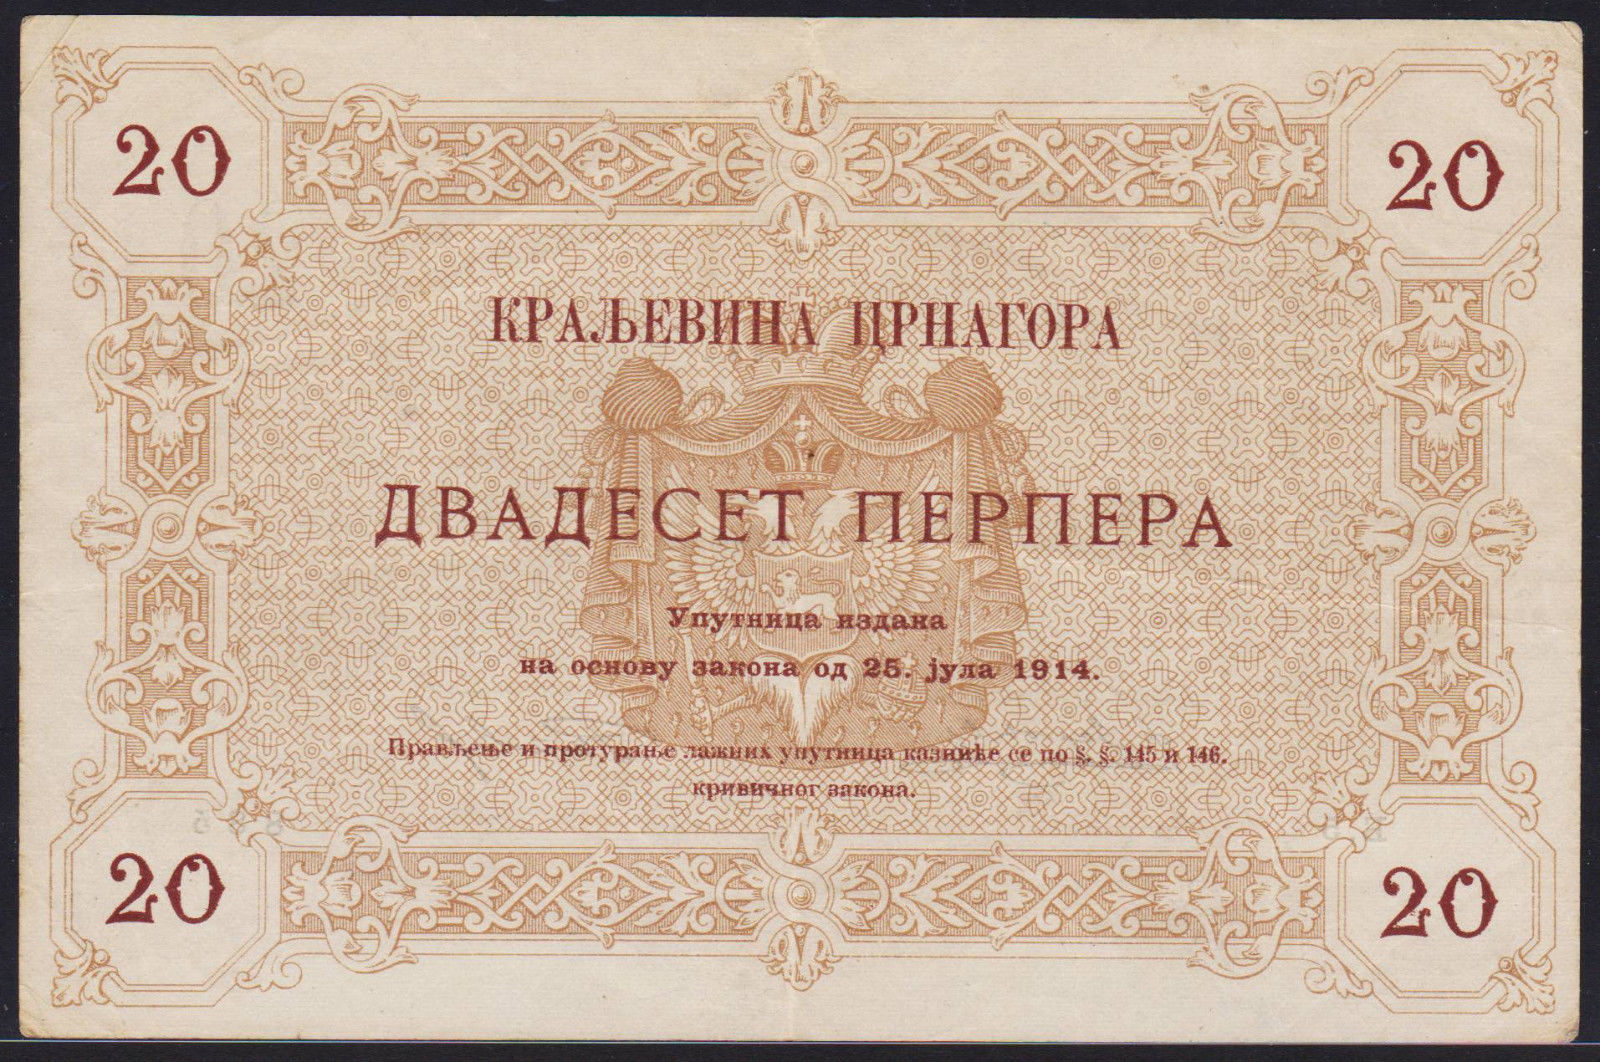 20 20
КРАЉЕВИНА ЦРНАГОРА
ДВАДЕСЕТ ПЕРПЕРА
Упутница издана
на основу закона од 25. јула 1914.
Прављење и протурање лажних упутница казниће се по §. §. 145 и 146.
кривичног закона.
20 20